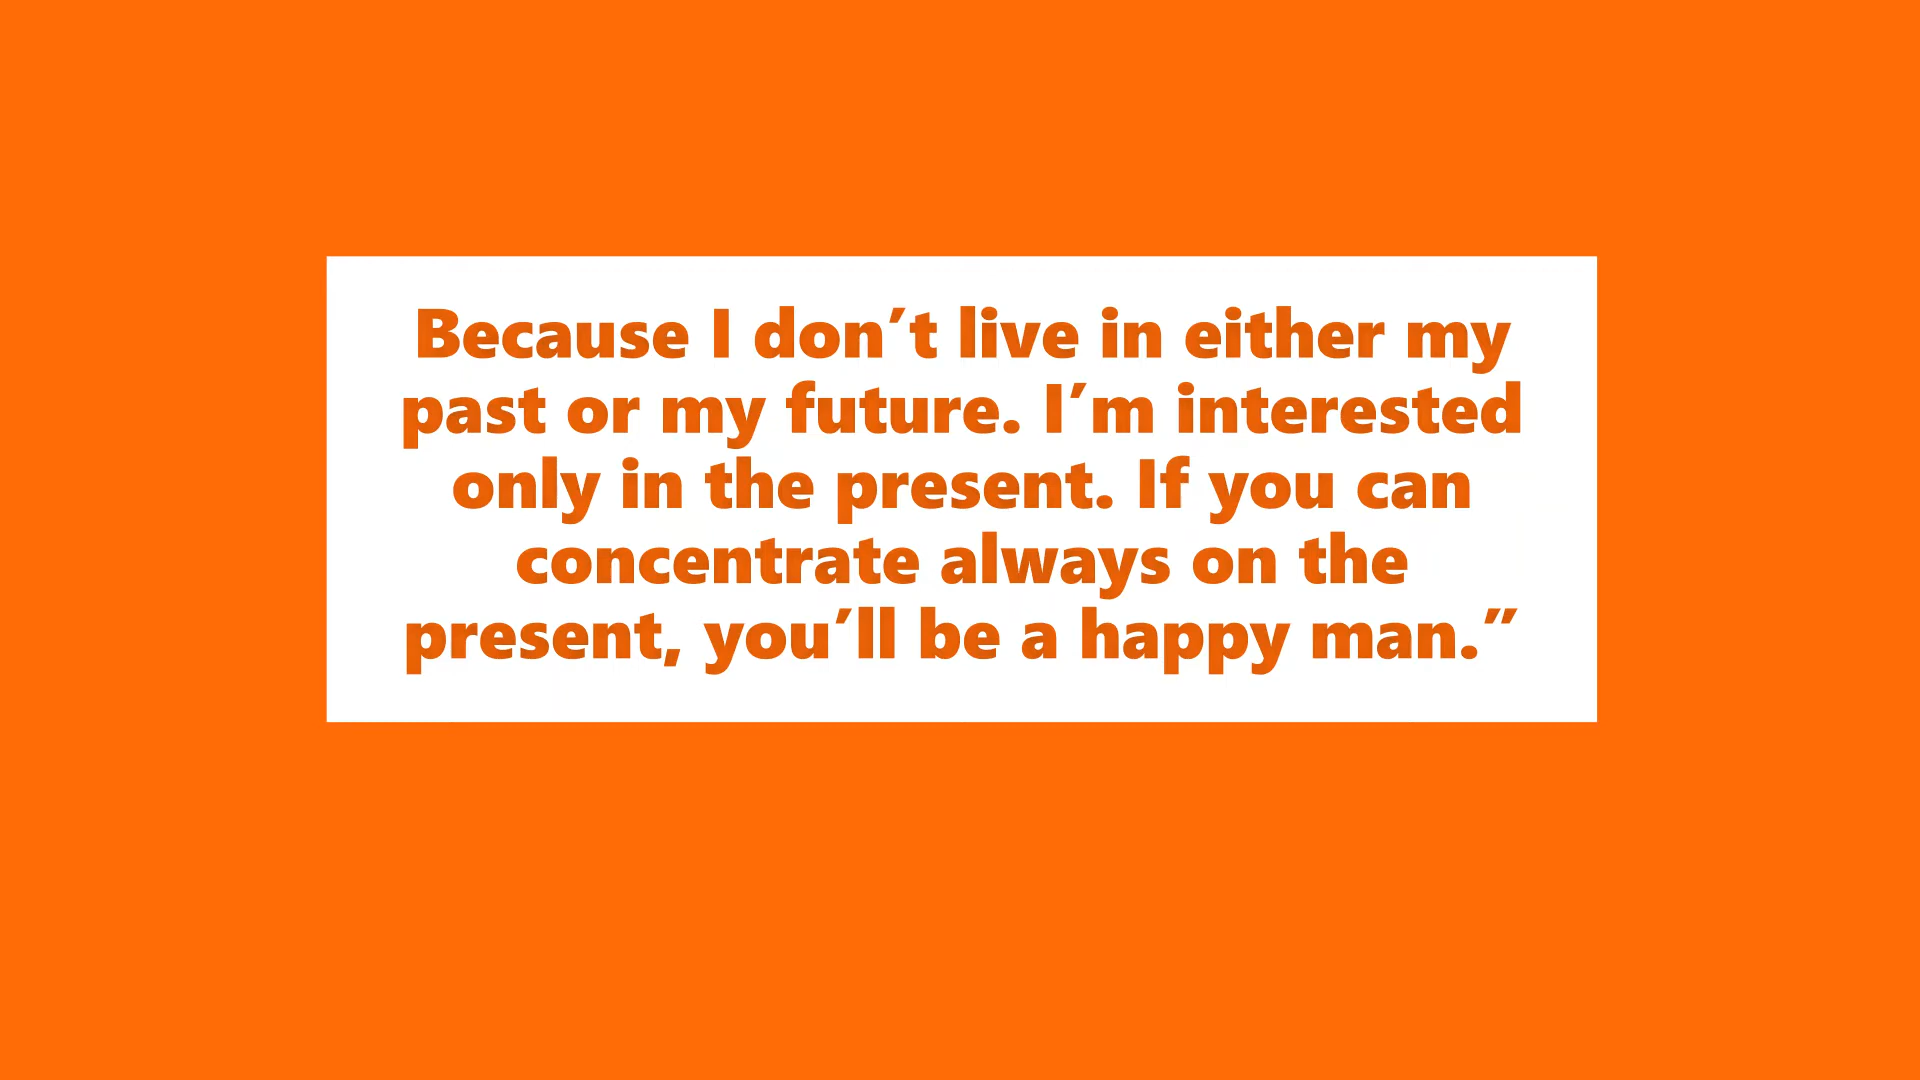 Because I don’t live in either my
past or my future. I’m interested
only in the present. If you can
concentrate always on the
present, you’ll be a happy man.”